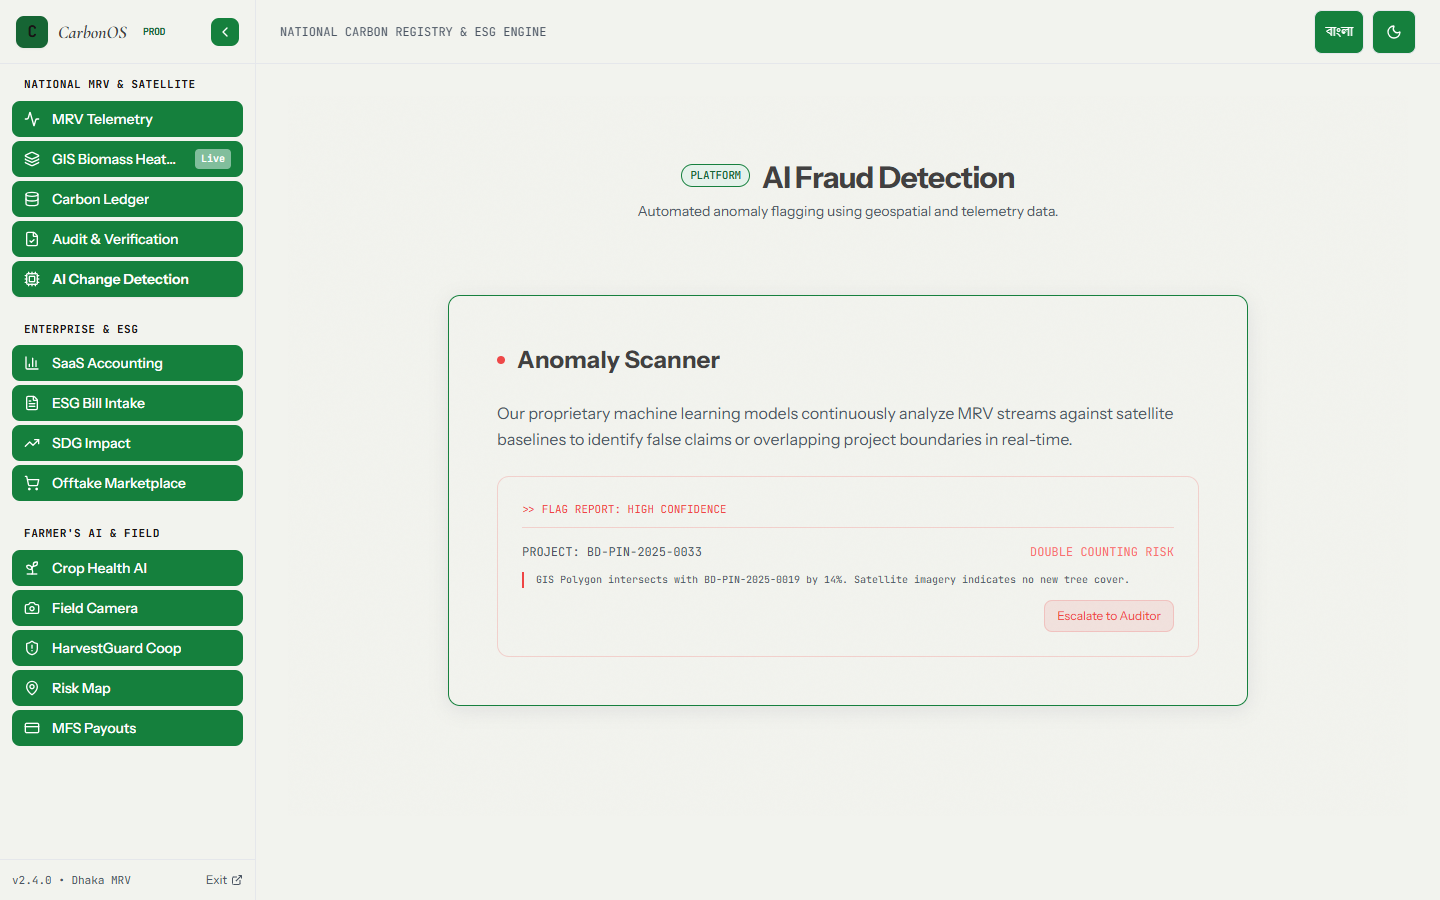 C CarbonOS PROD
NATIONAL MRV & SATELLITE
MRV Telemetry
GIS Biomass Heat... Live
Carbon Ledger
Audit & Verification
AI Change Detection
ENTERPRISE & ESG
SaaS Accounting
ESG Bill Intake
SDG Impact
Offtake Marketplace
FARMER'S AI & FIELD
Crop Health AI
Field Camera
HarvestGuard Coop
Risk Map
MFS Payouts
v2.4.0 • Dhaka MRV Exit
NATIONAL CARBON REGISTRY & ESG ENGINE
বাংলা
PLATFORM AI Fraud Detection
Automated anomaly flagging using geospatial and telemetry data.
Anomaly Scanner
Our proprietary machine learning models continuously analyze MRV streams against satellite
baselines to identify false claims or overlapping project boundaries in real-time.
>> FLAG REPORT: HIGH CONFIDENCE
PROJECT: BD-PIN-2025-0033 DOUBLE COUNTING RISK
GIS Polygon intersects with BD-PIN-2025-0019 by 14%. Satellite imagery indicates no new tree cover.
Escalate to Auditor